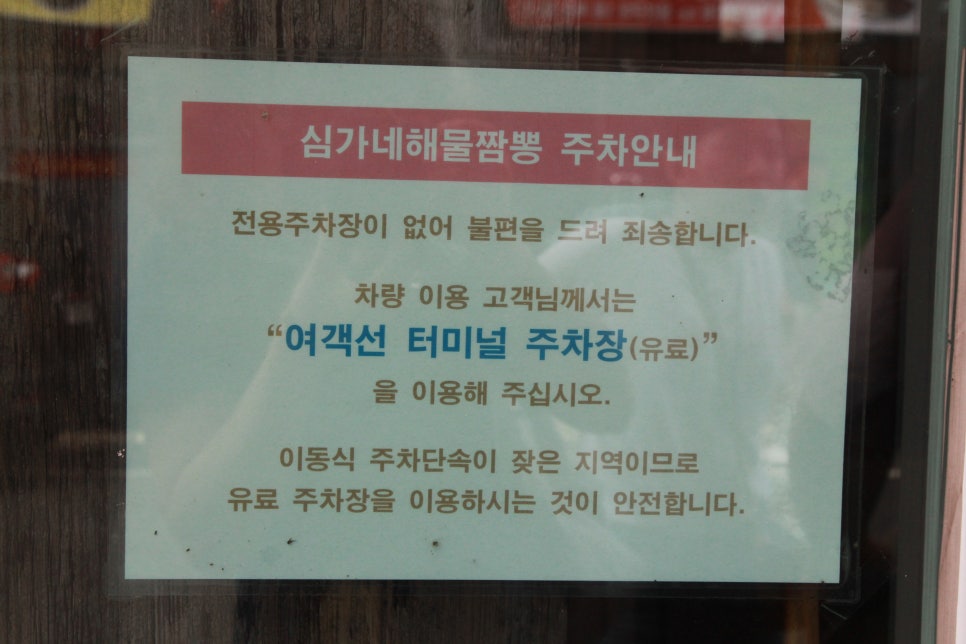 심가네해물짬뽕 주차안내
전용주차장이 없어 불편을 드려 죄송합니다.
차량 이용 고객님께서는
“여객선 터미널 주차장(유료)”
을 이용해 주십시오.
이동식 주차단속이 잦은 지역이므로
유료 주차장을 이용하시는 것이 안전합니다.